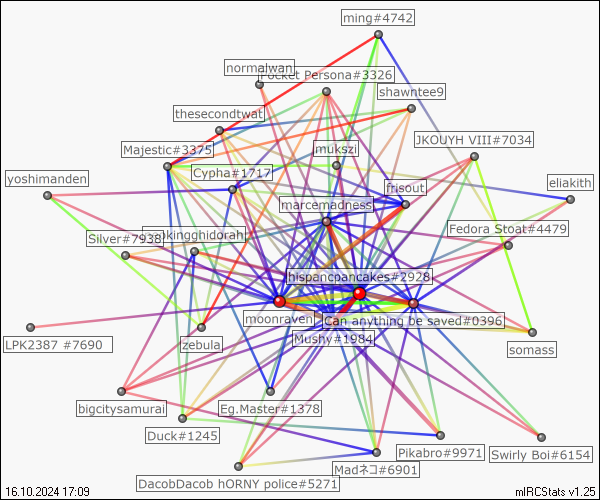 ming#4742
normalwan
Pocket Persona#3326
shawntee9
thesecondtwat
JKOUYH VIII#7034
mukszi
Majestic#3375
Cypha#1717
yoshimanden
frisout
eliakith
marcemadness
Fedora Stoat#4479
Silver#7938
kingghidorah
hispancpancakes#2928
moonraven
Can anything be saved#0396
Mushy#1984
LPK2387 #7690
zebula
somass
bigcitysamurai
Eg.Master#1378
Duck#1245
Pikabro#9971
Swirly Boi#6154
Madネコ#6901
DacobDacob hORNY police#5271
16.10.2024 17:09
mIRCStats v1.25